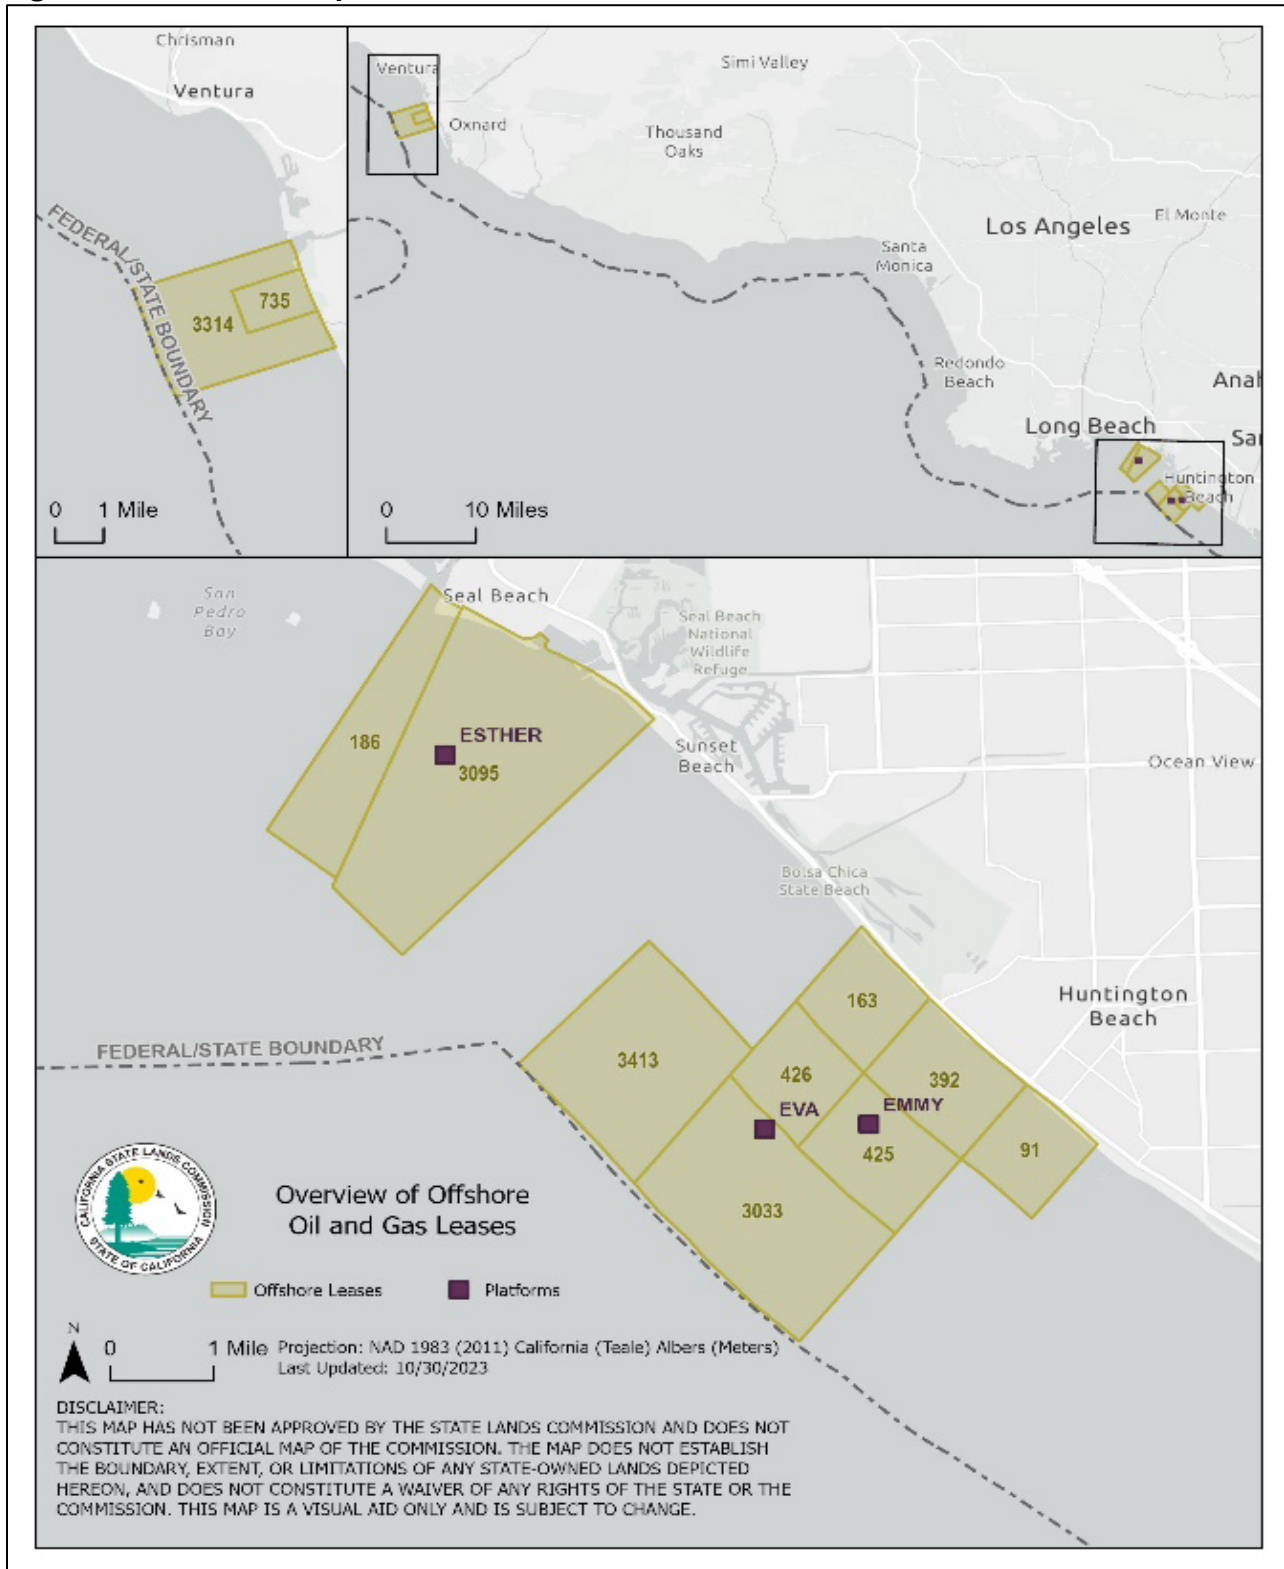 Chrisman
Ventura
FEDERAL/STATE BOUNDARY
735
3314
0 1 Mile
Ventura
Simi Valley
Oxnard
Thousand
Oaks
Los Angeles
El Monte
Santa
Monica
Redondo
Beach
Long Beach
Huntington
Beach
0 10 Miles
San
Pedro
Bay
Seal Beach
Seal Beach
National
Wildlife
Refuge
186
ESTHER
3095
Sunset
Beach
Ocean View
Bolsa Chica
State Beach
163
Huntington
Beach
FEDERAL/STATE BOUNDARY
3413
426
392
EVA
EMMY
425
91
3033
CALIFORNIA STATE LANDS COMMISSION
STATE OF CALIFORNIA
Overview of Offshore
Oil and Gas Leases
Offshore Leases
Platforms
N
0 1 Mile
Projection: NAD 1983 (2011) California (Teale) Albers (Meters)
Last Updated: 10/30/2023
DISCLAIMER:
THIS MAP HAS NOT BEEN APPROVED BY THE STATE LANDS COMMISSION AND DOES NOT
CONSTITUTE AN OFFICIAL MAP OF THE COMMISSION. THE MAP DOES NOT ESTABLISH
THE BOUNDARY, EXTENT, OR LIMITATIONS OF ANY STATE-OWNED LANDS DEPICTED
HEREON, AND DOES NOT CONSTITUTE A WAIVER OF ANY RIGHTS OF THE STATE OR THE
COMMISSION. THIS MAP IS A VISUAL AID ONLY AND IS SUBJECT TO CHANGE.